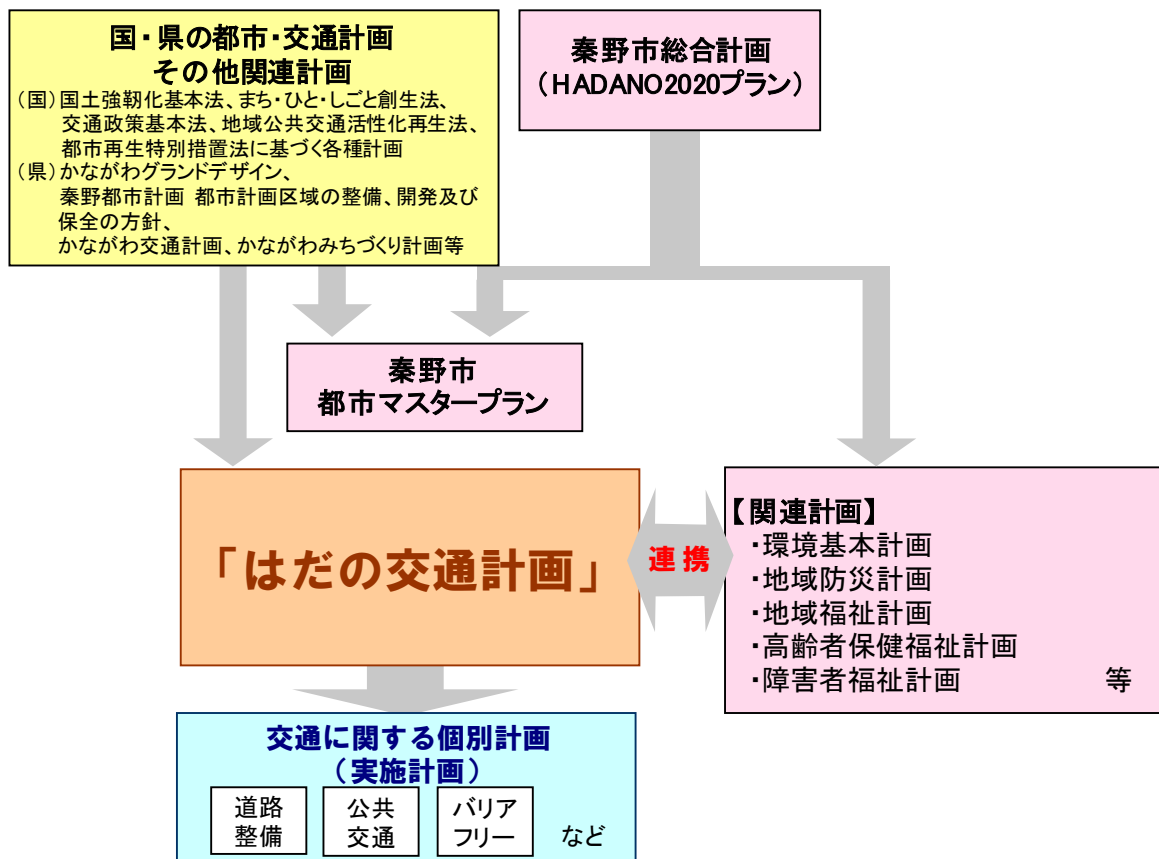 国・県の都市・交通計画
その他関連計画
（国）国土強靭化基本法、まち・ひと・しごと創生法、
交通政策基本法、地域公共交通活性化再生法、
都市再生特別措置法に基づく各種計画
（県）かながわグランドデザイン、
秦野都市計画 都市計画区域の整備、開発及び
保全の方針、
かながわ交通計画、かながわみちづくり計画等
秦野市総合計画
（HADANO2020プラン）
秦野市
都市マスタープラン
「はだの交通計画」
連携
【関連計画】
・環境基本計画
・地域防災計画
・地域福祉計画
・高齢者保健福祉計画
・障害者福祉計画 等
交通に関する個別計画
（実施計画）
道路
整備
公共
交通
バリア
フリー
など